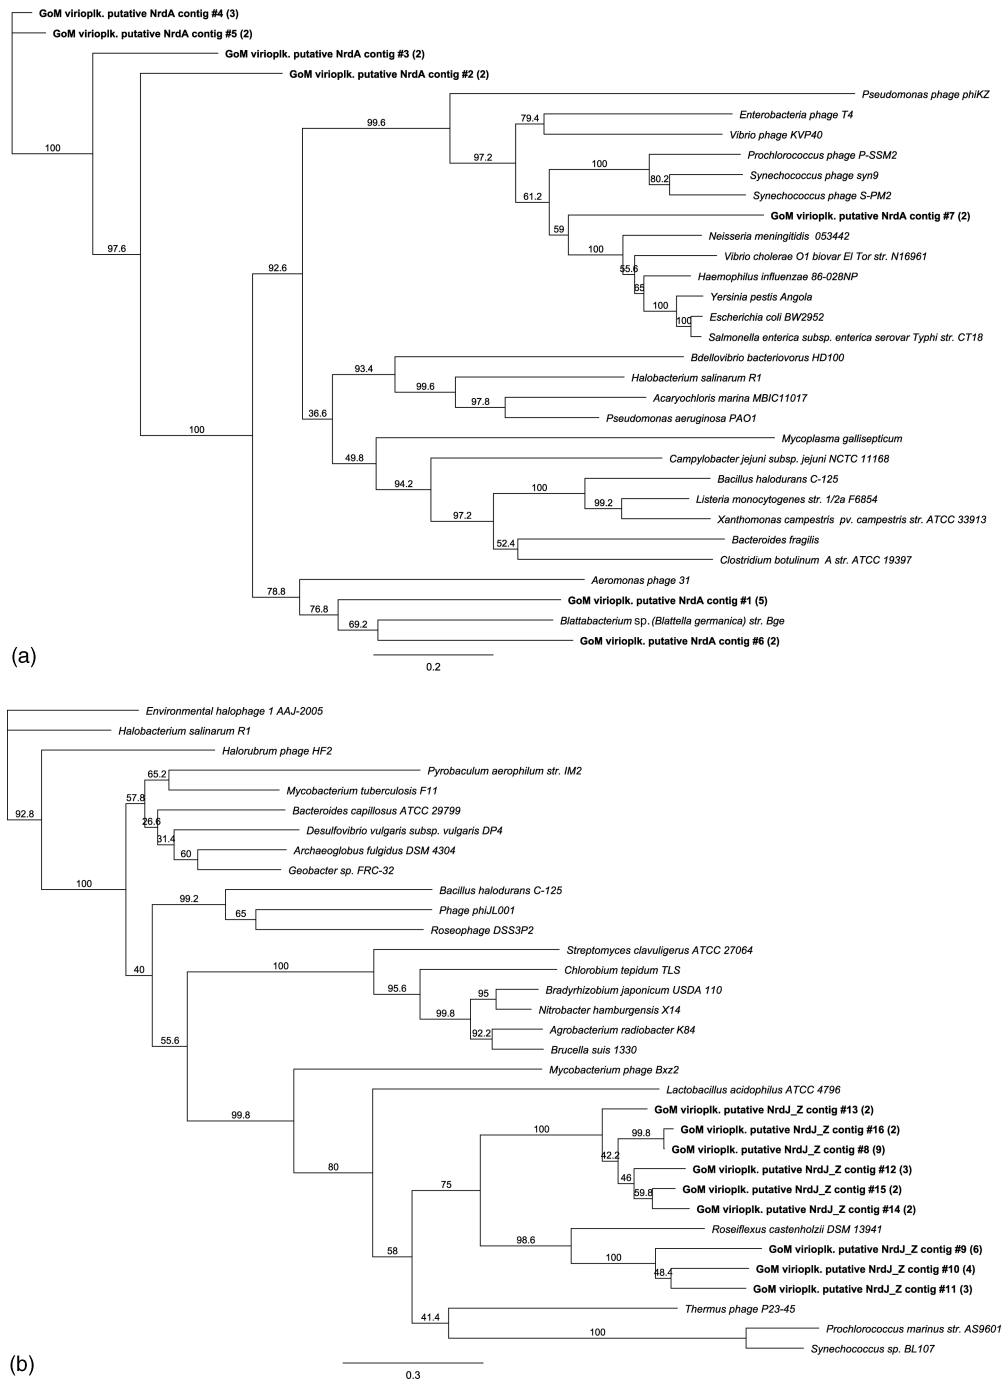 GoM virioplk. putative NrdA contig #4 (3)
GoM virioplk. putative NrdA contig #5 (2)
GoM virioplk. putative NrdA contig #3 (2)
GoM virioplk. putative NrdA contig #2 (2)
Pseudomonas phage phiKZ
Enterobacteria phage T4
79.4
99.6
Vibrio phage KVP40
100
97.2
Prochlorococcus phage P-SSM2
100
Synechococcus phage syn9
80.2
61.2
Synechococcus phage S-PM2
GoM virioplk. putative NrdA contig #7 (2)
59
Neisseria meningitidis 053442
97.6
100
Vibrio cholerae O1 biovar El Tor str. N16961
92.6
55.6
Haemophilus influenzae 86-028NP
65
Yersinia pestis Angola
100
Escherichia coli BW2952
100
Salmonella enterica subsp. enterica serovar Typhi str. CT18
Bdellovibrio bacteriovorus HD100
93.4
Halobacterium salinarum R1
99.6
Acaryochloris marina MBIC11017
97.8
36.6
Pseudomonas aeruginosa PAO1
100
Mycoplasma gallisepticum
49.8
Campylobacter jejuni subsp. jejuni NCTC 11168
94.2
Bacillus halodurans C-125
100
Listeria monocytogenes str. 1/2a F6854
99.2
97.2
Xanthomonas campestris pv. campestris str. ATCC 33913
Bacteroides fragilis
52.4
Clostridium botulinum A str. ATCC 19397
Aeromonas phage 31
78.8
GoM virioplk. putative NrdA contig #1 (5)
76.8
Blattabacterium sp. (Blattella germanica) str. Bge
69.2
GoM virioplk. putative NrdA contig #6 (2)
(a)
0.2
Environmental halophage 1 AAJ-2005
Halobacterium salinarum R1
Halorubrum phage HF2
Pyrobaculum aerophilum str. IM2
65.2
Mycobacterium tuberculosis F11
57.8
92.8
Bacteroides capillosus ATCC 29799
26.6
Desulfovibrio vulgaris subsp. vulgaris DP4
31.4
Archaeoglobus fulgidus DSM 4304
60
Geobacter sp. FRC-32
100
Bacillus halodurans C-125
99.2
Phage phiJL001
65
Roseophage DSS3P2
Streptomyces clavuligerus ATCC 27064
40
100
Chlorobium tepidum TLS
95.6
Bradyrhizobium japonicum USDA 110
95
Nitrobacter hamburgensis X14
99.8
Agrobacterium radiobacter K84
92.2
55.6
Brucella suis 1330
Mycobacterium phage Bxz2
Lactobacillus acidophilus ATCC 4796
99.8
GoM virioplk. putative NrdJ_Z contig #13 (2)
100
GoM virioplk. putative NrdJ_Z contig #16 (2)
99.8
GoM virioplk. putative NrdJ_Z contig #8 (9)
42.2
80
GoM virioplk. putative NrdJ_Z contig #12 (3)
46
75
GoM virioplk. putative NrdJ_Z contig #15 (2)
59.8
GoM virioplk. putative NrdJ_Z contig #14 (2)
Roseiflexus castenholzii DSM 13941
98.6
GoM virioplk. putative NrdJ_Z contig #9 (6)
58
100
GoM virioplk. putative NrdJ_Z contig #10 (4)
48.4
GoM virioplk. putative NrdJ_Z contig #11 (3)
Thermus phage P23-45
41.4
Prochlorococcus marinus str. AS9601
100
Synechococcus sp. BL107
(b)
0.3